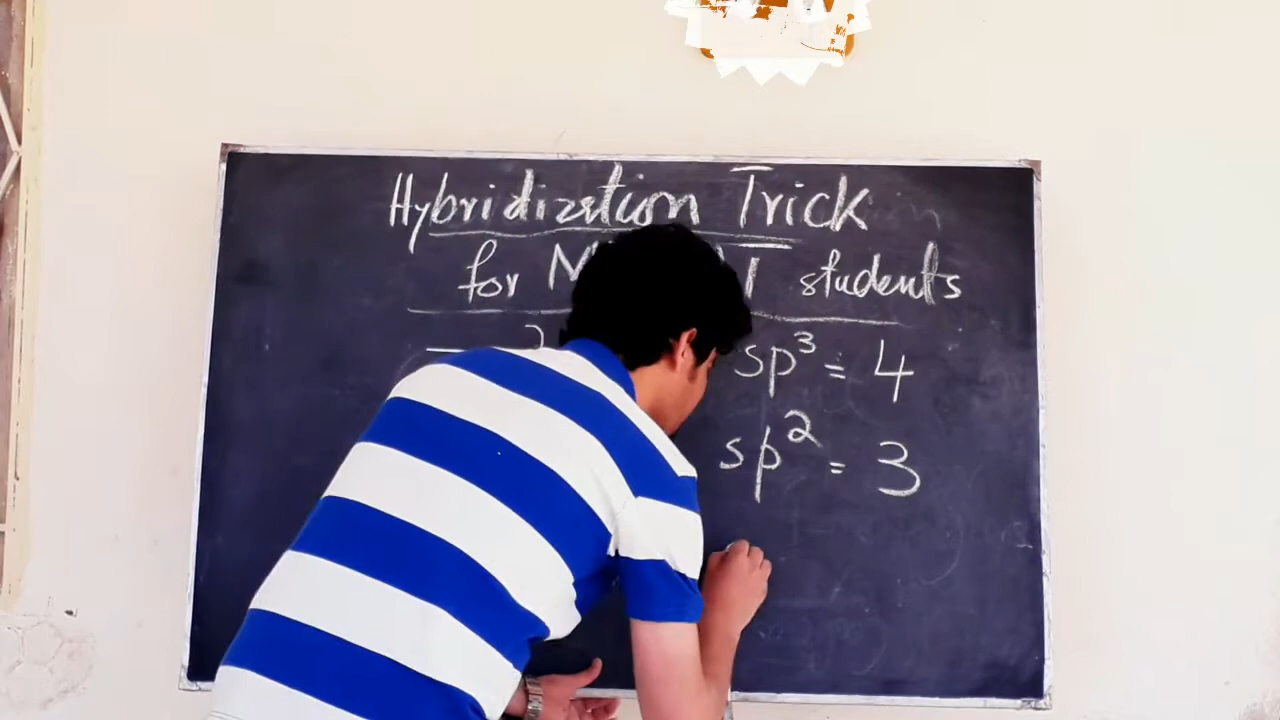 Hybridization Trick
for students
sp³ = 4
sp² = 3